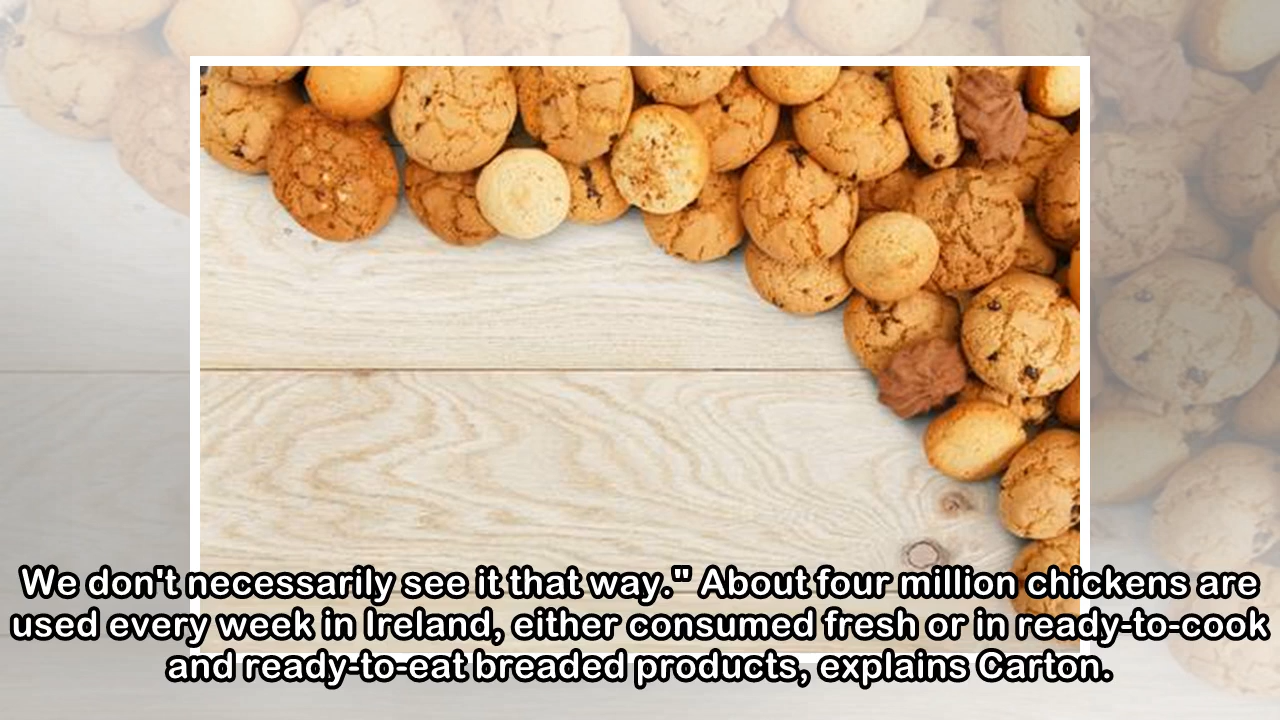 We don't necessarily see it that way." About four million chickens are
used every week in Ireland, either consumed fresh or in ready-to-cook
and ready-to-eat breaded products, explains Carton.